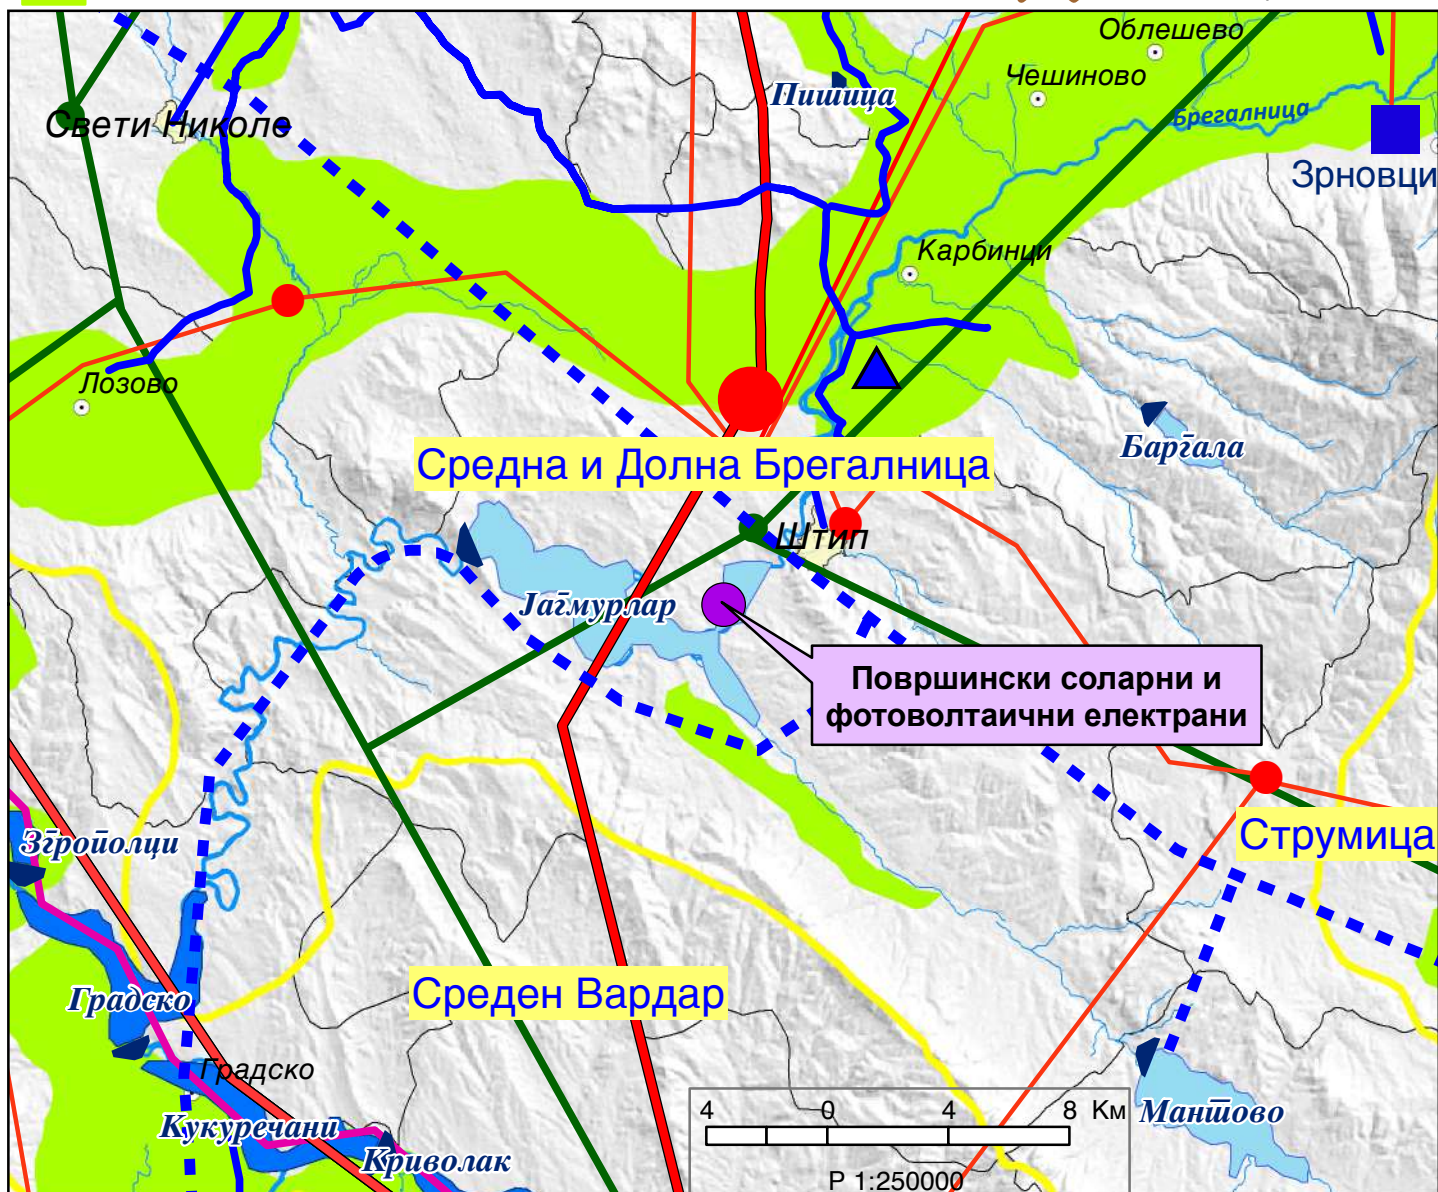 Облешево
Чешиново
Пишица
Брегалница
Свети Николе
Зрновци
Карбинци
Лозово
Баргала
Средна и Долна Брегалница
Штип
Јагмурлар
Површински соларни и
фотоволтаични електрани
Струмица
Згрополци
Градско
Среден Вардар
Градско
Кукуречани
Криволак
Мантово
4 0 4 8 Км
Р 1:250000